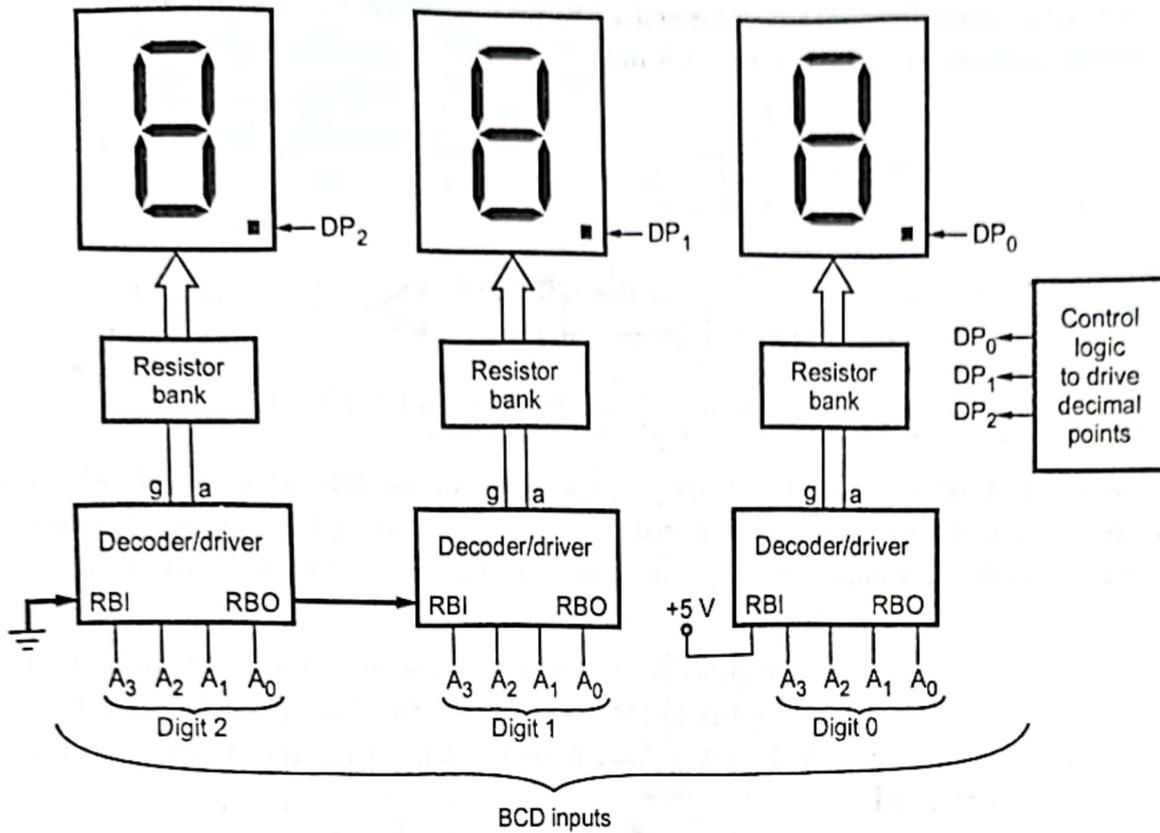 DP2
DP1
DP0
Resistor
bank
Resistor
bank
Resistor
bank
DP0
DP1
DP2
Control
logic
to drive
decimal
points
g a
g a
g a
Decoder/driver
RBI RBO
Decoder/driver
RBI RBO
+5 V
Decoder/driver
RBI RBO
A3 A2 A1 A0
A3 A2 A1 A0
A3 A2 A1 A0
Digit 2
Digit 1
Digit 0
BCD inputs